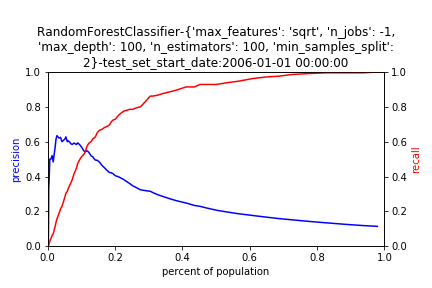 RandomForestClassifier-{'max_features': 'sqrt', 'n_jobs': -1,
'max_depth': 100, 'n_estimators': 100, 'min_samples_split':
2}-test_set_start_date:2006-01-01 00:00:00
1.0 1.0
0.8 0.8
0.6 0.6
precision recall
0.4 0.4
0.2 0.2
0.0 0.0
0.0 0.2 0.4 0.6 0.8 1.0
percent of population